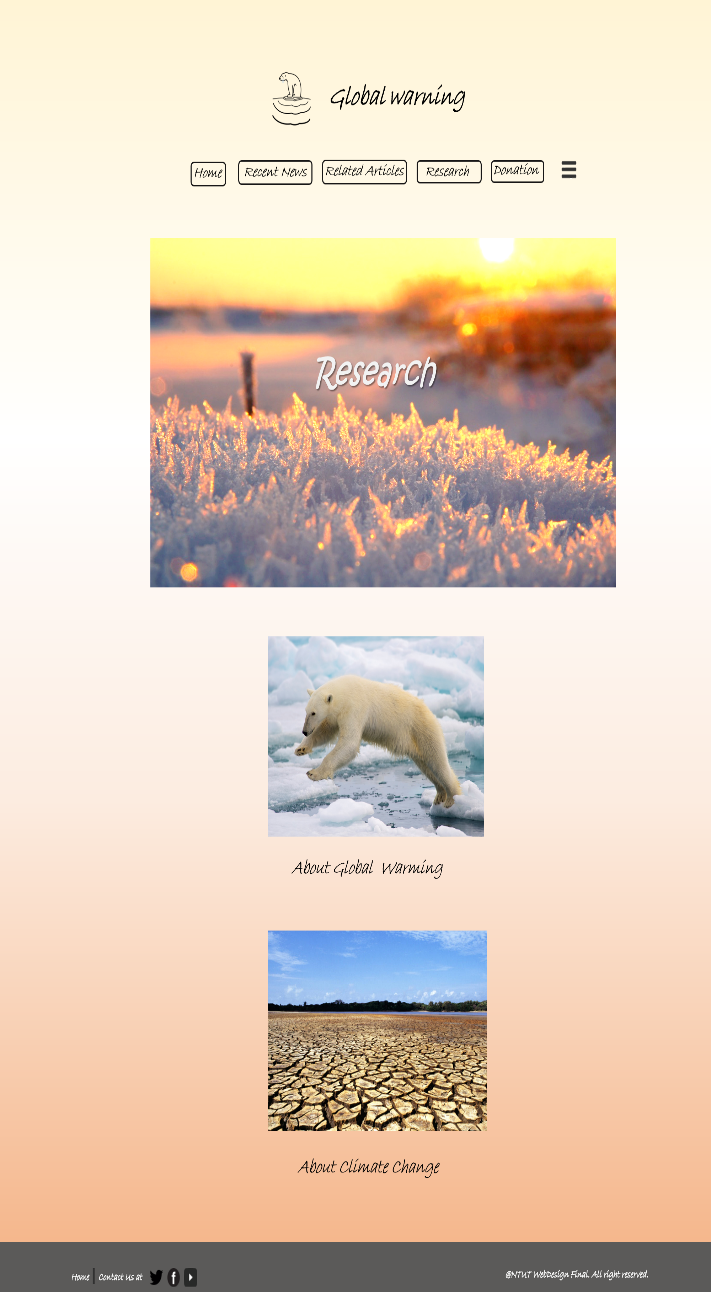 Global warning
Home Recent News Related Articles Research Donation
Research
About Global Warming
About Climate Change
Home Contact us at
@NTUT WebDesign Final. All right reserved.